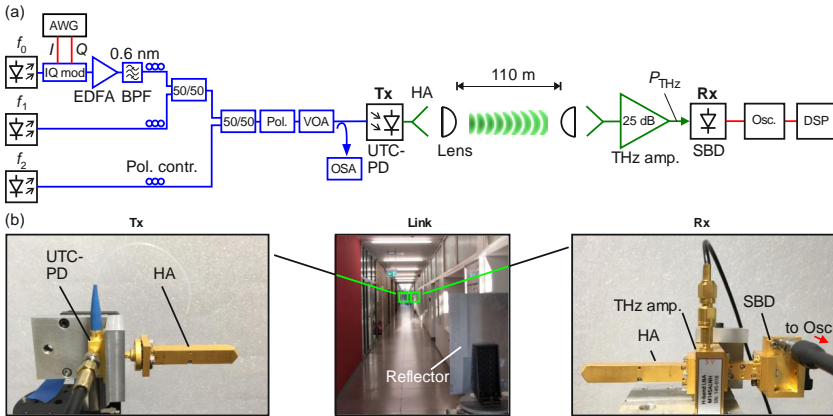 (a)
AWG
f0
I
Q
0.6 nm
IQ mod
EDFA
BPF
50/50
f1
f2
Pol. contr.
50/50
Pol.
VOA
OSA
Tx
UTC-
PD
HA
110 m
Lens
25 dB
THz amp.
PTHz
Rx
SBD
Osc.
DSP
(b)
Tx
UTC-
PD
HA
Link
Reflector
Rx
THz amp.
HA
SBD
to Osc.